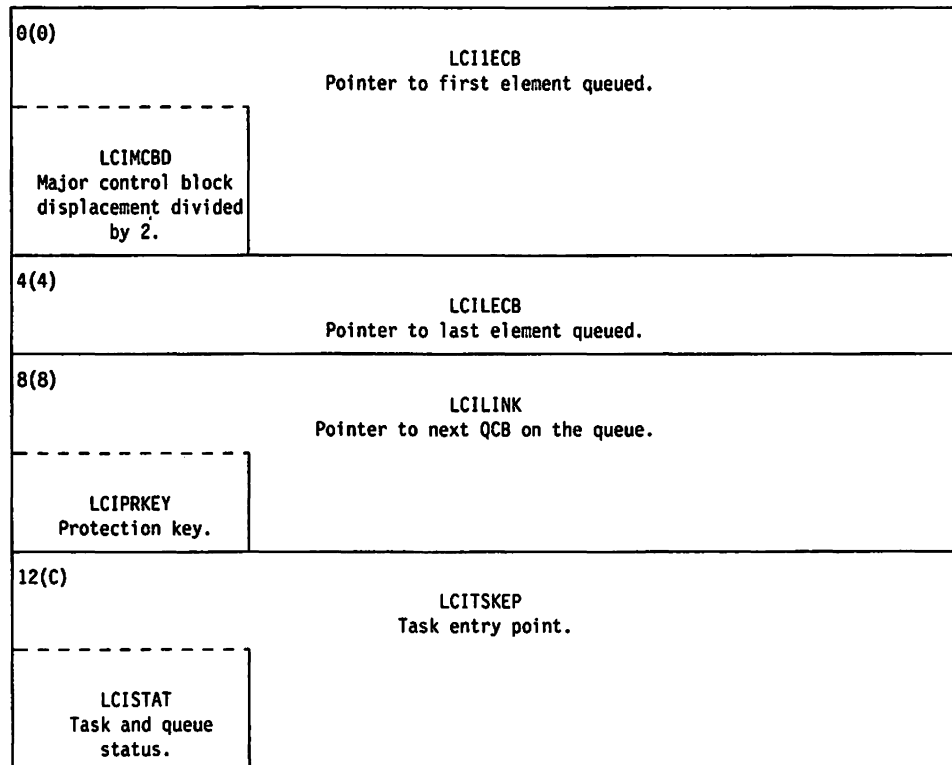 0(0)
LCI1ECB
Pointer to first element queued.
LCIMCBD
Major control block
displacement divided
by 2.
4(4)
LCILECB
Pointer to last element queued.
8(8)
LCILINK
Pointer to next QCB on the queue.
LCIPRKEY
Protection key.
12(C)
LCITSKEP
Task entry point.
LCISTAT
Task and queue
status.